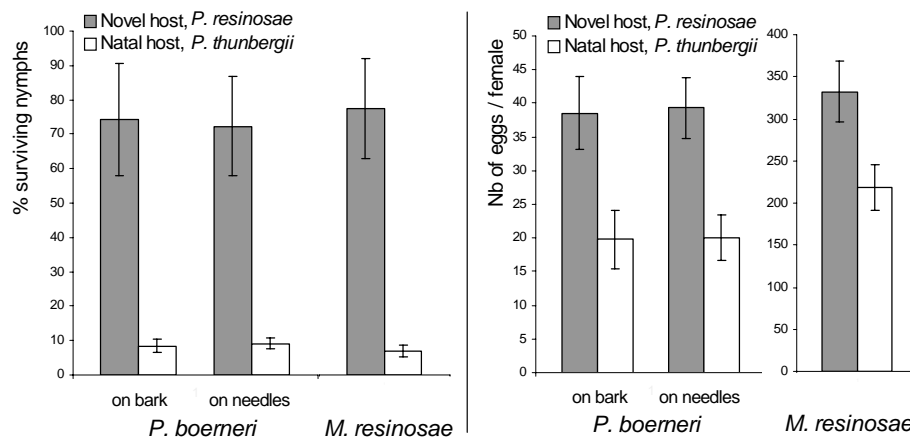 Novel host, P. resinosae
Natal host, P. thunbergii
% surviving nymphs
100
90
80
70
60
50
40
30
20
10
0
on bark
on needles
P. boerneri
M. resinosae
Novel host, P. resinosae
Natal host, P. thunbergii
Nb of eggs / female
50
45
40
35
30
25
20
15
10
5
0
on bark
on needles
P. boerneri
400
350
300
250
200
150
100
50
0
M. resinosae